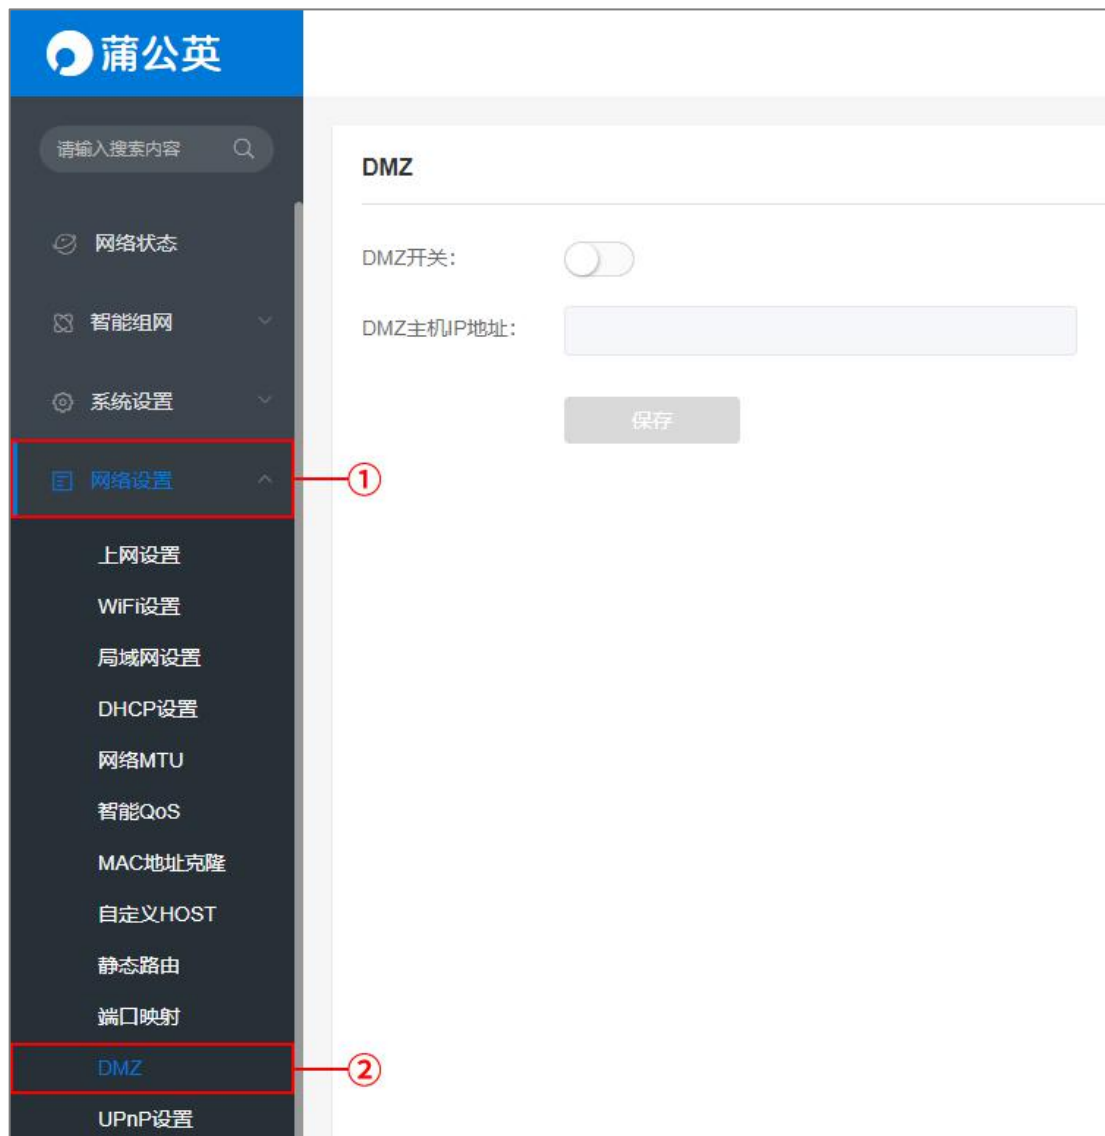 蒲公英
请输入搜索内容
网络状态
智能组网
系统设置
网络设置
①
上网设置
WiFi设置
局域网设置
DHCP设置
网络MTU
智能QoS
MAC地址克隆
自定义HOST
静态路由
端口映射
DMZ
②
UPnP设置
DMZ
DMZ开关：
DMZ主机IP地址：
保存